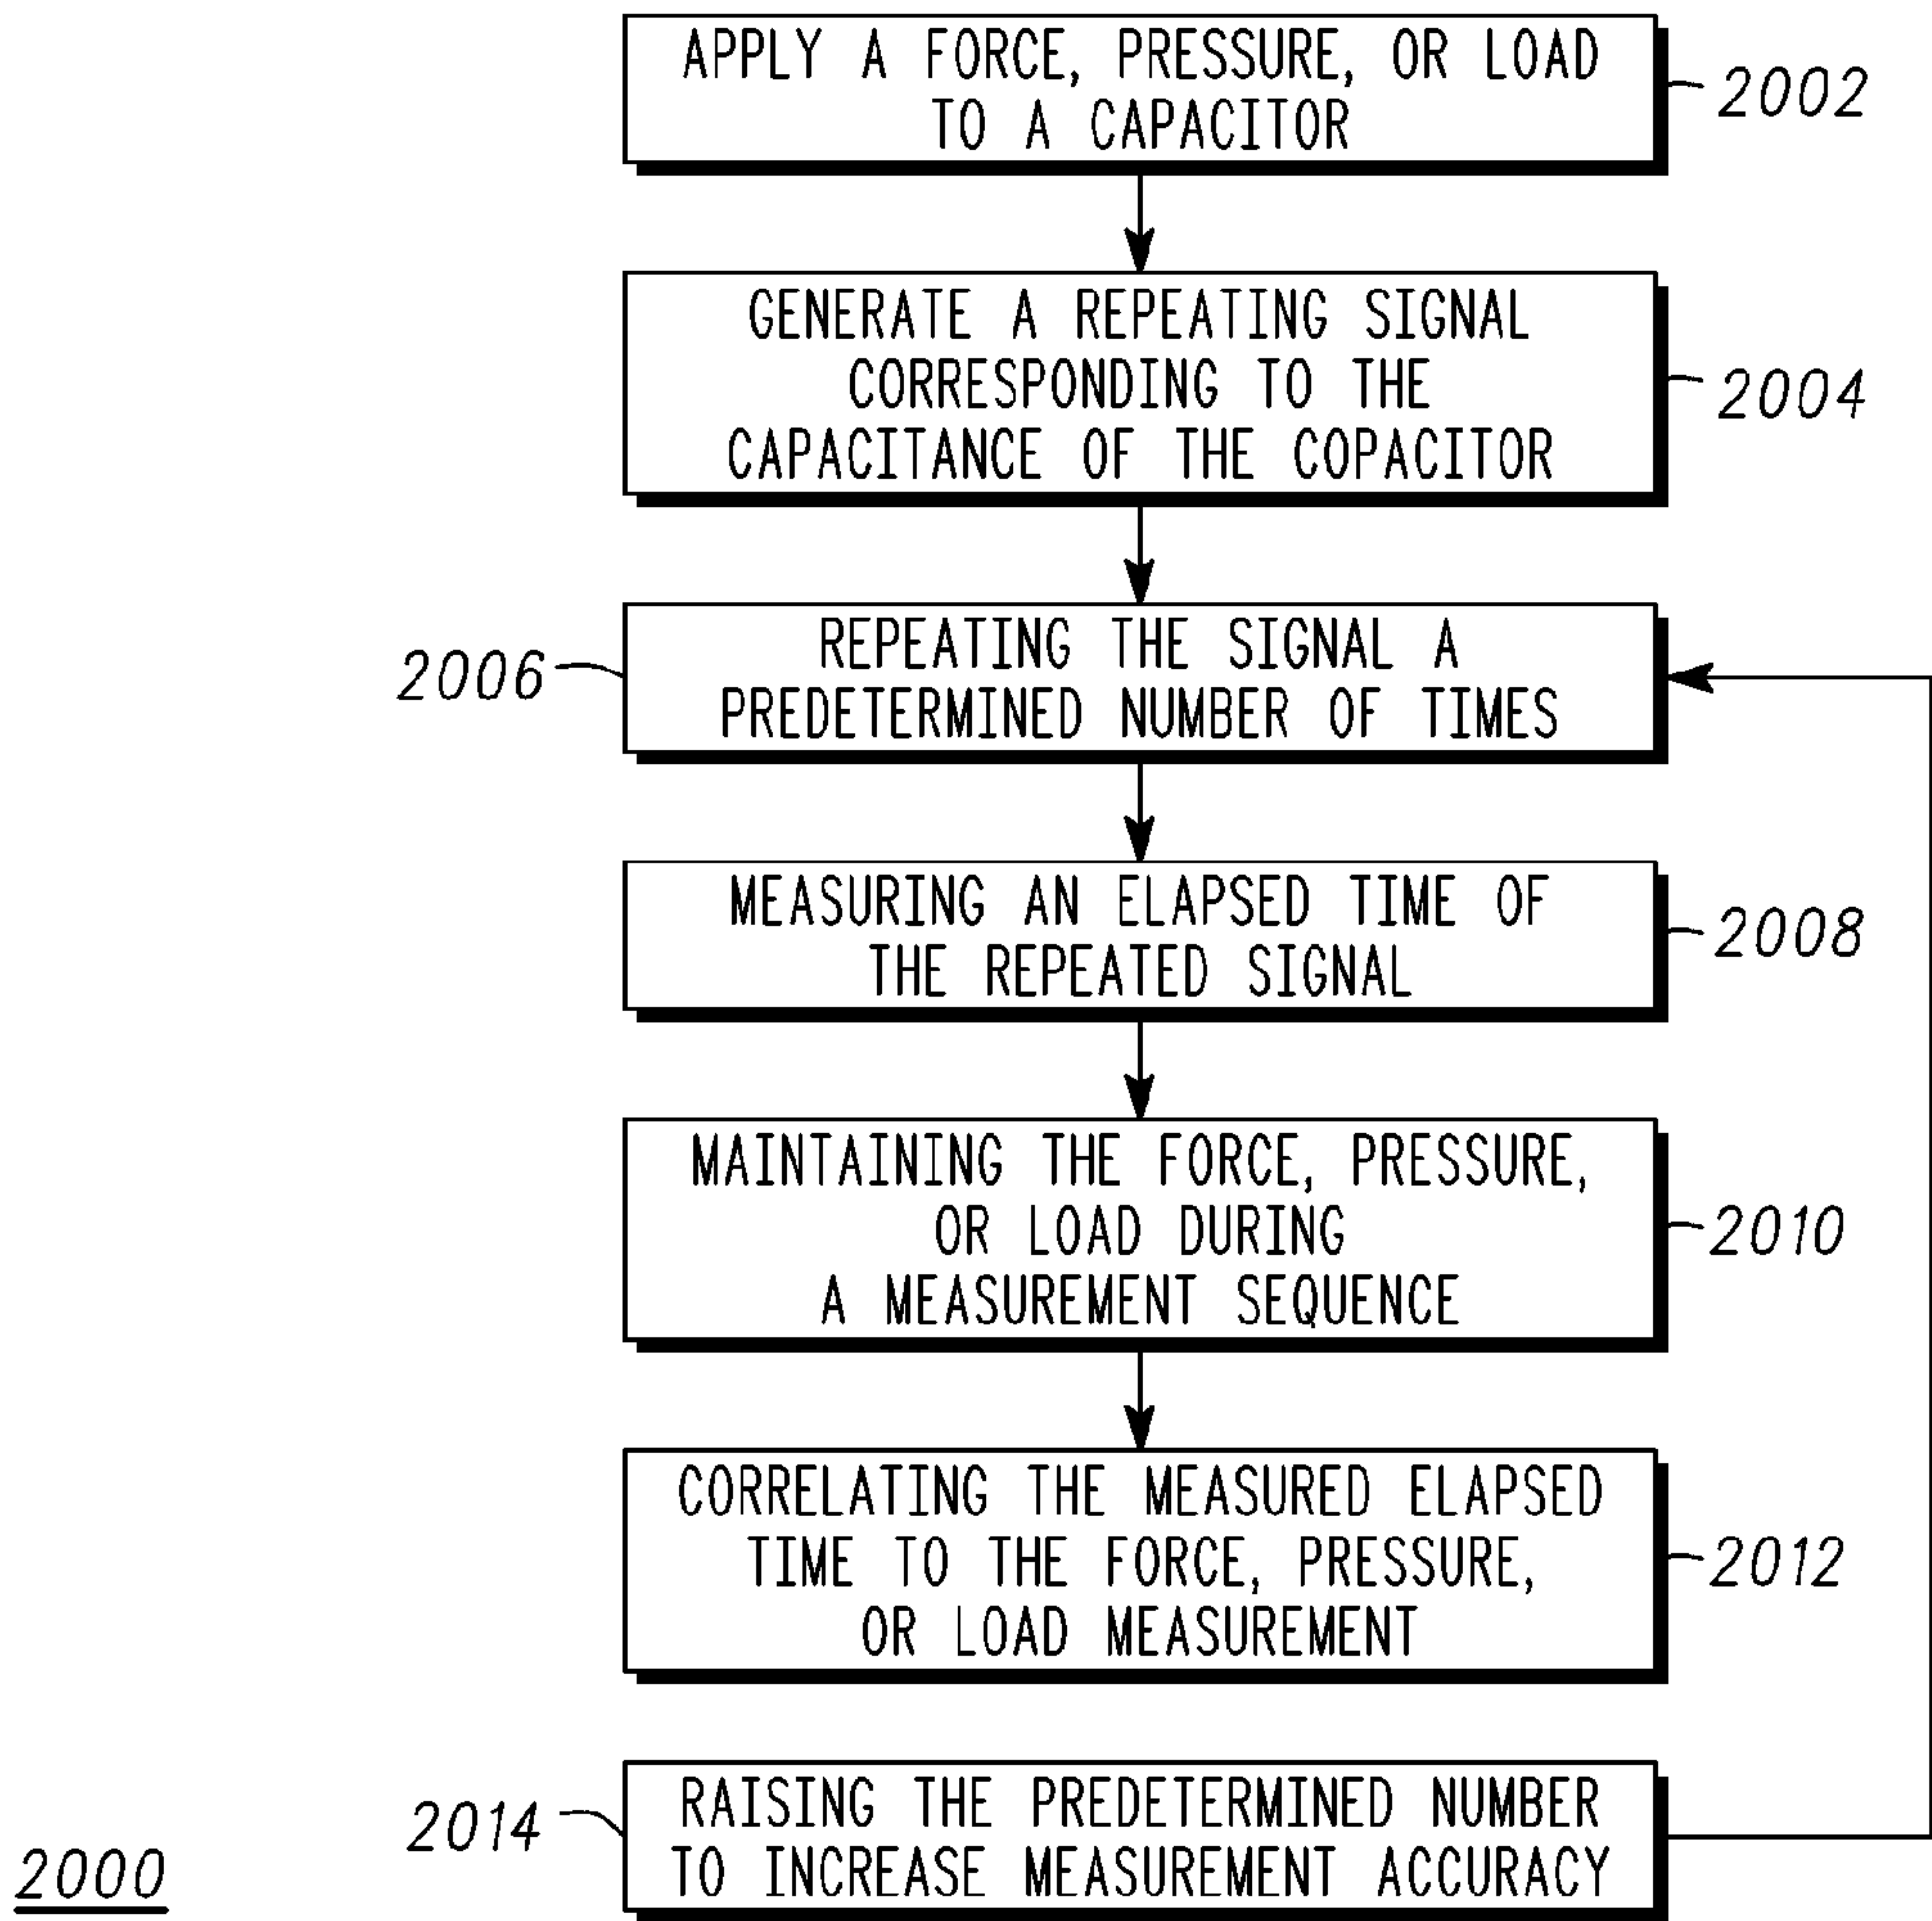 APPLY A FORCE, PRESSURE, OR LOAD
TO A CAPACITOR
2002
GENERATE A REPEATING SIGNAL
CORRESPONDING TO THE
CAPACITANCE OF THE COPACITOR
2004
REPEATING THE SIGNAL A
PREDETERMINED NUMBER OF TIMES
2006
MEASURING AN ELAPSED TIME OF
THE REPEATED SIGNAL
2008
MAINTAINING THE FORCE, PRESSURE,
OR LOAD DURING
A MEASUREMENT SEQUENCE
2010
CORRELATING THE MEASURED ELAPSED
TIME TO THE FORCE, PRESSURE,
OR LOAD MEASUREMENT
2012
RAISING THE PREDETERMINED NUMBER
TO INCREASE MEASUREMENT ACCURACY
2014
2000